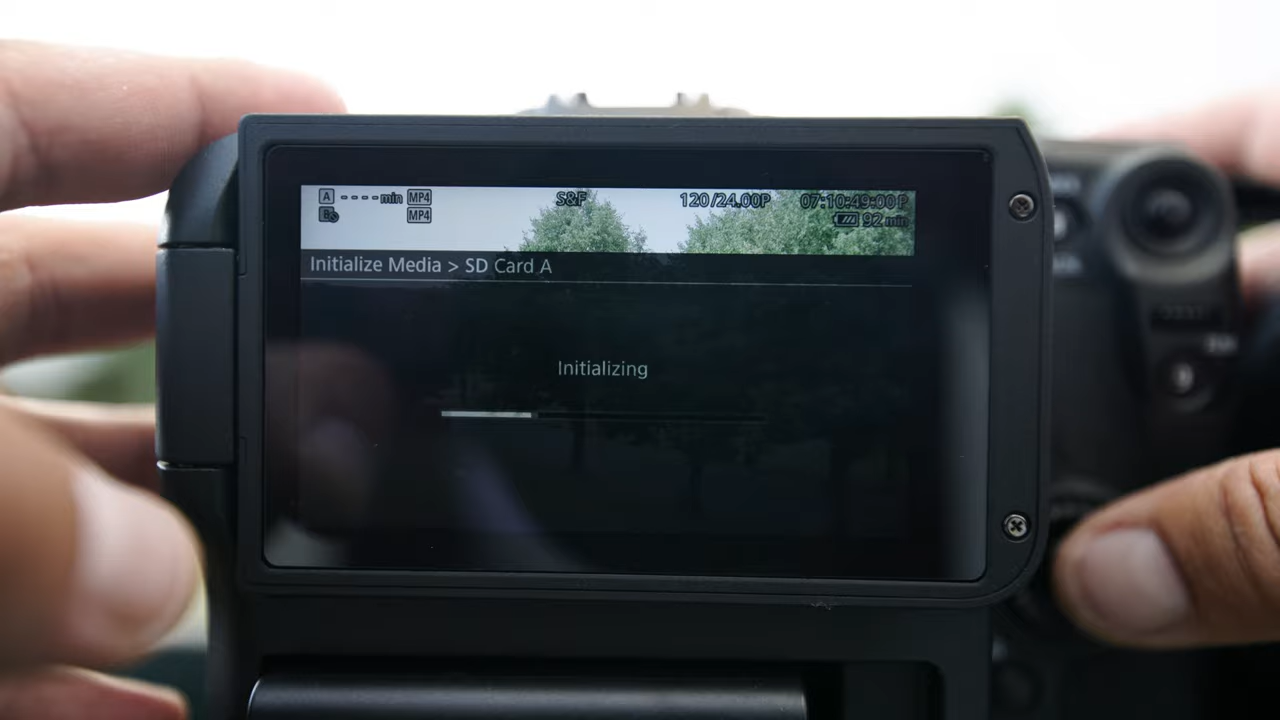 A ----min MP4 S&F 120/24.00P 07:10:49:00P
B MP4 92 min
Initialize Media > SD Card A
Initializing